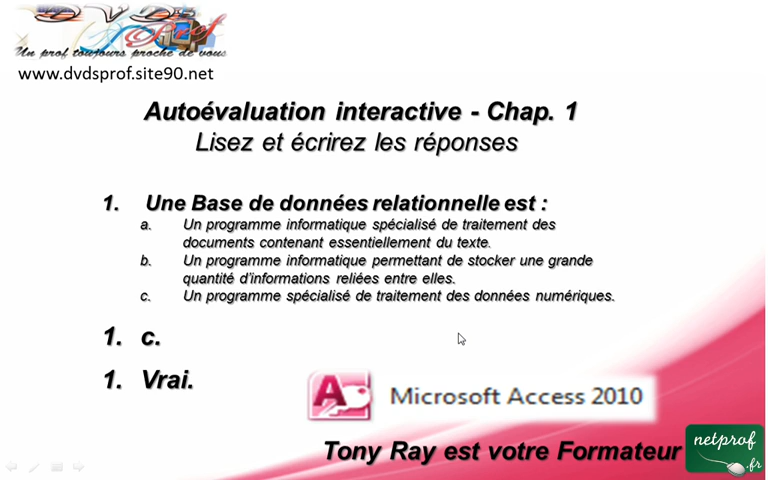 DVDs Prof
Un prof toujours proche de vous
www.dvdsprof.site90.net
Autoévaluation interactive - Chap. 1
Lisez et écrirez les réponses
1. Une Base de données relationnelle est :
a. Un programme informatique spécialisé de traitement des
documents contenant essentiellement du texte.
b. Un programme informatique permettant de stocker une grande
quantité d'informations reliées entre elles.
c. Un programme spécialisé de traitement des données numériques.
1. c.
1. Vrai.
A Microsoft Access 2010
Tony Ray est votre Formateur
netprof
.fr